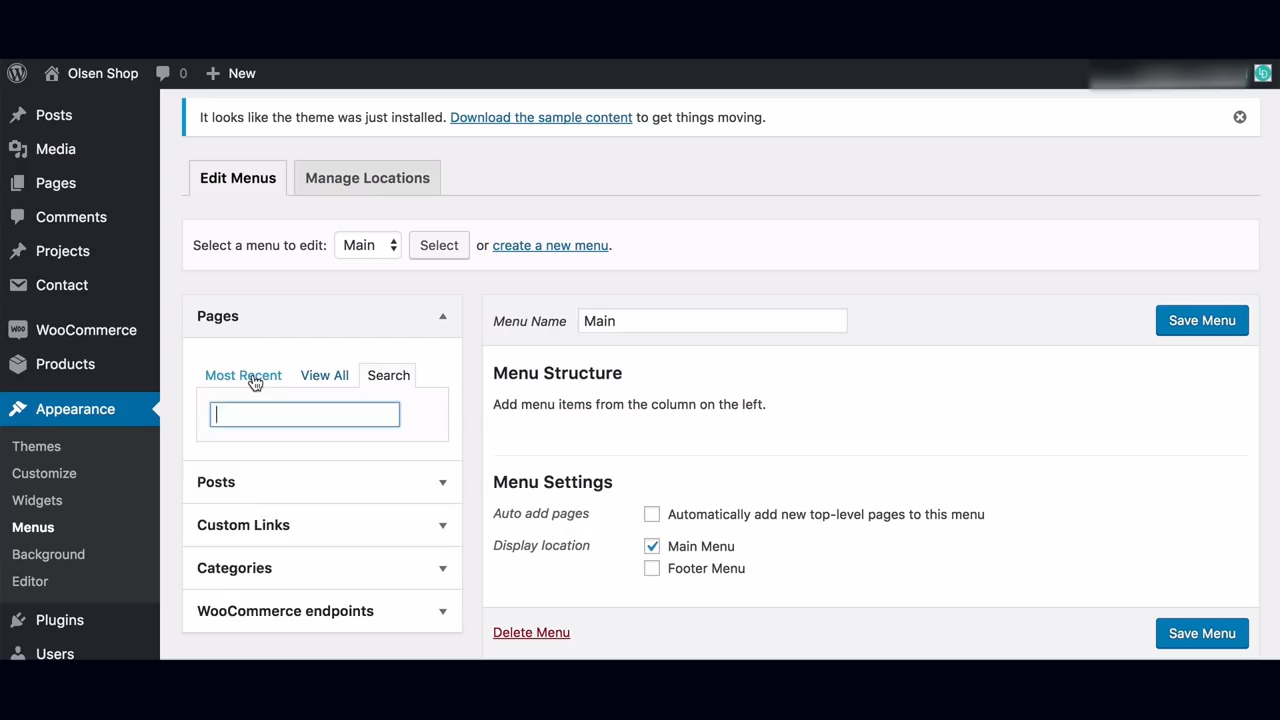 Olsen Shop 0 New
It looks like the theme was just installed. Download the sample content to get things moving.
Posts
Media
Pages
Comments
Projects
Contact
WooCommerce
Products
Appearance
Themes
Customize
Widgets
Menus
Background
Editor
Plugins
Users
Edit Menus Manage Locations
Select a menu to edit: Main Select or create a new menu.
Pages
Most Recent View All Search
Posts
Custom Links
Categories
WooCommerce endpoints
Menu Name Main Save Menu
Menu Structure
Add menu items from the column on the left.
Menu Settings
Auto add pages Automatically add new top-level pages to this menu
Display location Main Menu
Footer Menu
Delete Menu Save Menu